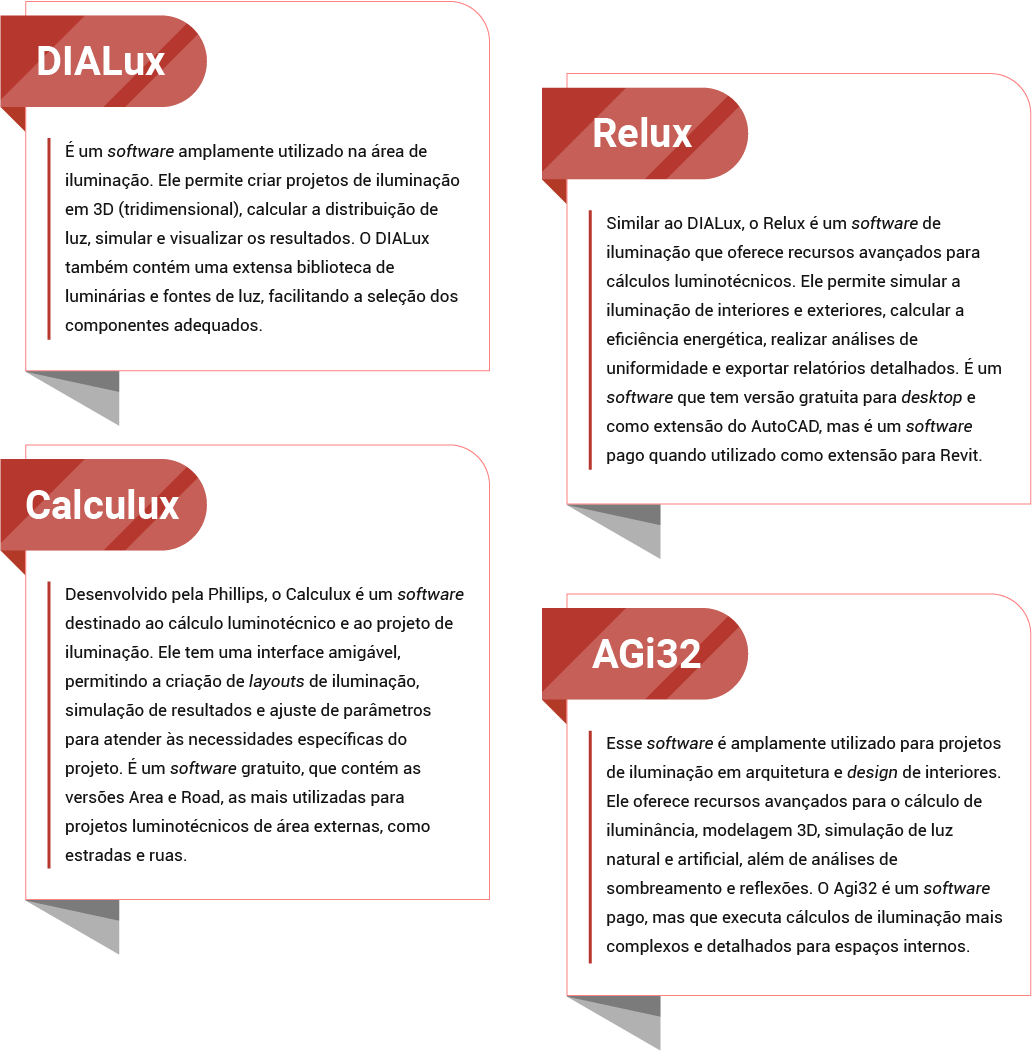 DIALux
É um software amplamente utilizado na área de
iluminação. Ele permite criar projetos de iluminação
em 3D (tridimensional), calcular a distribuição de
luz, simular e visualizar os resultados. O DIALux
também contém uma extensa biblioteca de
luminárias e fontes de luz, facilitando a seleção dos
componentes adequados.
Relux
Similar ao DIALux, o Relux é um software de
iluminação que oferece recursos avançados para
cálculos luminotécnicos. Ele permite simular a
iluminação de interiores e exteriores, calcular a
eficiência energética, realizar análises de
uniformidade e exportar relatórios detalhados. É um
software que tem versão gratuita para desktop e
como extensão do AutoCAD, mas é um software
pago quando utilizado como extensão para Revit.
Calculux
Desenvolvido pela Phillips, o Calculux é um software
destinado ao cálculo luminotécnico e ao projeto de
iluminação. Ele tem uma interface amigável,
permitindo a criação de layouts de iluminação,
simulação de resultados e ajuste de parâmetros
para atender às necessidades específicas do
projeto. É um software gratuito, que contém as
versões Area e Road, as mais utilizadas para
projetos luminotécnicos de área externas, como
estradas e ruas.
AGi32
Esse software é amplamente utilizado para projetos
de iluminação em arquitetura e design de interiores.
Ele oferece recursos avançados para o cálculo de
iluminância, modelagem 3D, simulação de luz
natural e artificial, além de análises de
sombreamento e reflexões. O Agi32 é um software
pago, mas que executa cálculos de iluminação mais
complexos e detalhados para espaços internos.